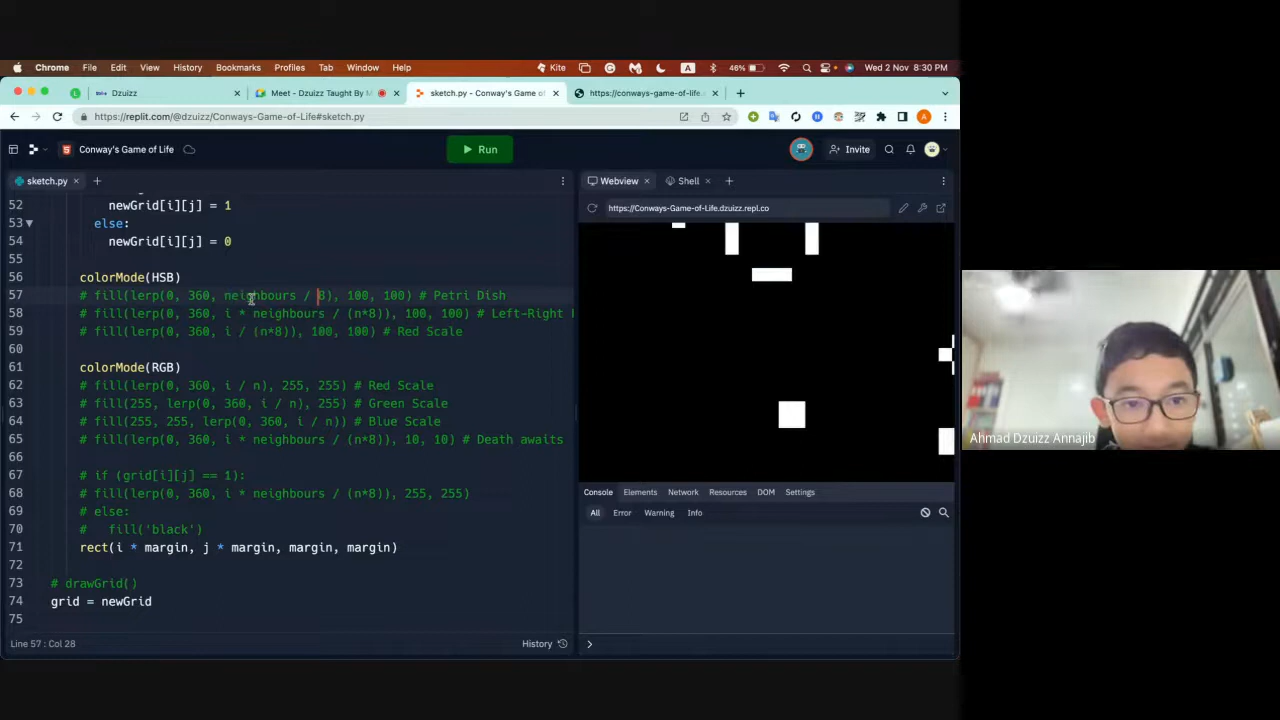 Chrome File Edit View History Bookmarks Profiles Tab Window Help Kite A 46% Wed 2 Nov 8:30 PM
Dzuizz Meet - Dzuizz Taught By M sketch.py - Conway's Game of https://conways-game-of-life.
https://replit.com/@dzuizz/Conways-Game-of-Life#sketch.py
Conway's Game of Life Run Invite
sketch.py Webview Shell
https://Conways-Game-of-Life.dzuizz.repl.co
52 newGrid[i][j] = 1
53 else:
54 newGrid[i][j] = 0
55
56 colorMode(HSB)
57 # fill(lerp(0, 360, neighbours / 8), 100, 100) # Petri Dish
58 # fill(lerp(0, 360, i * neighbours / (n*8)), 100, 100) # Left-Right
59 # fill(lerp(0, 360, i / (n*8)), 100, 100) # Red Scale
60
61 colorMode(RGB)
62 # fill(lerp(0, 360, i / n), 255, 255) # Red Scale
63 # fill(255, lerp(0, 360, i / n), 255) # Green Scale
64 # fill(255, 255, lerp(0, 360, i / n)) # Blue Scale
65 # fill(lerp(0, 360, i * neighbours / (n*8)), 10, 10) # Death awaits
66
67 # if (grid[i][j] == 1):
68 # fill(lerp(0, 360, i * neighbours / (n*8)), 255, 255)
69 # else:
70 # fill('black')
71 rect(i * margin, j * margin, margin, margin)
72
73 # drawGrid()
74 grid = newGrid
75
Line 57 : Col 28 History
Console Elements Network Resources DOM Settings
All Error Warning Info
Ahmad Dzuizz Annajib